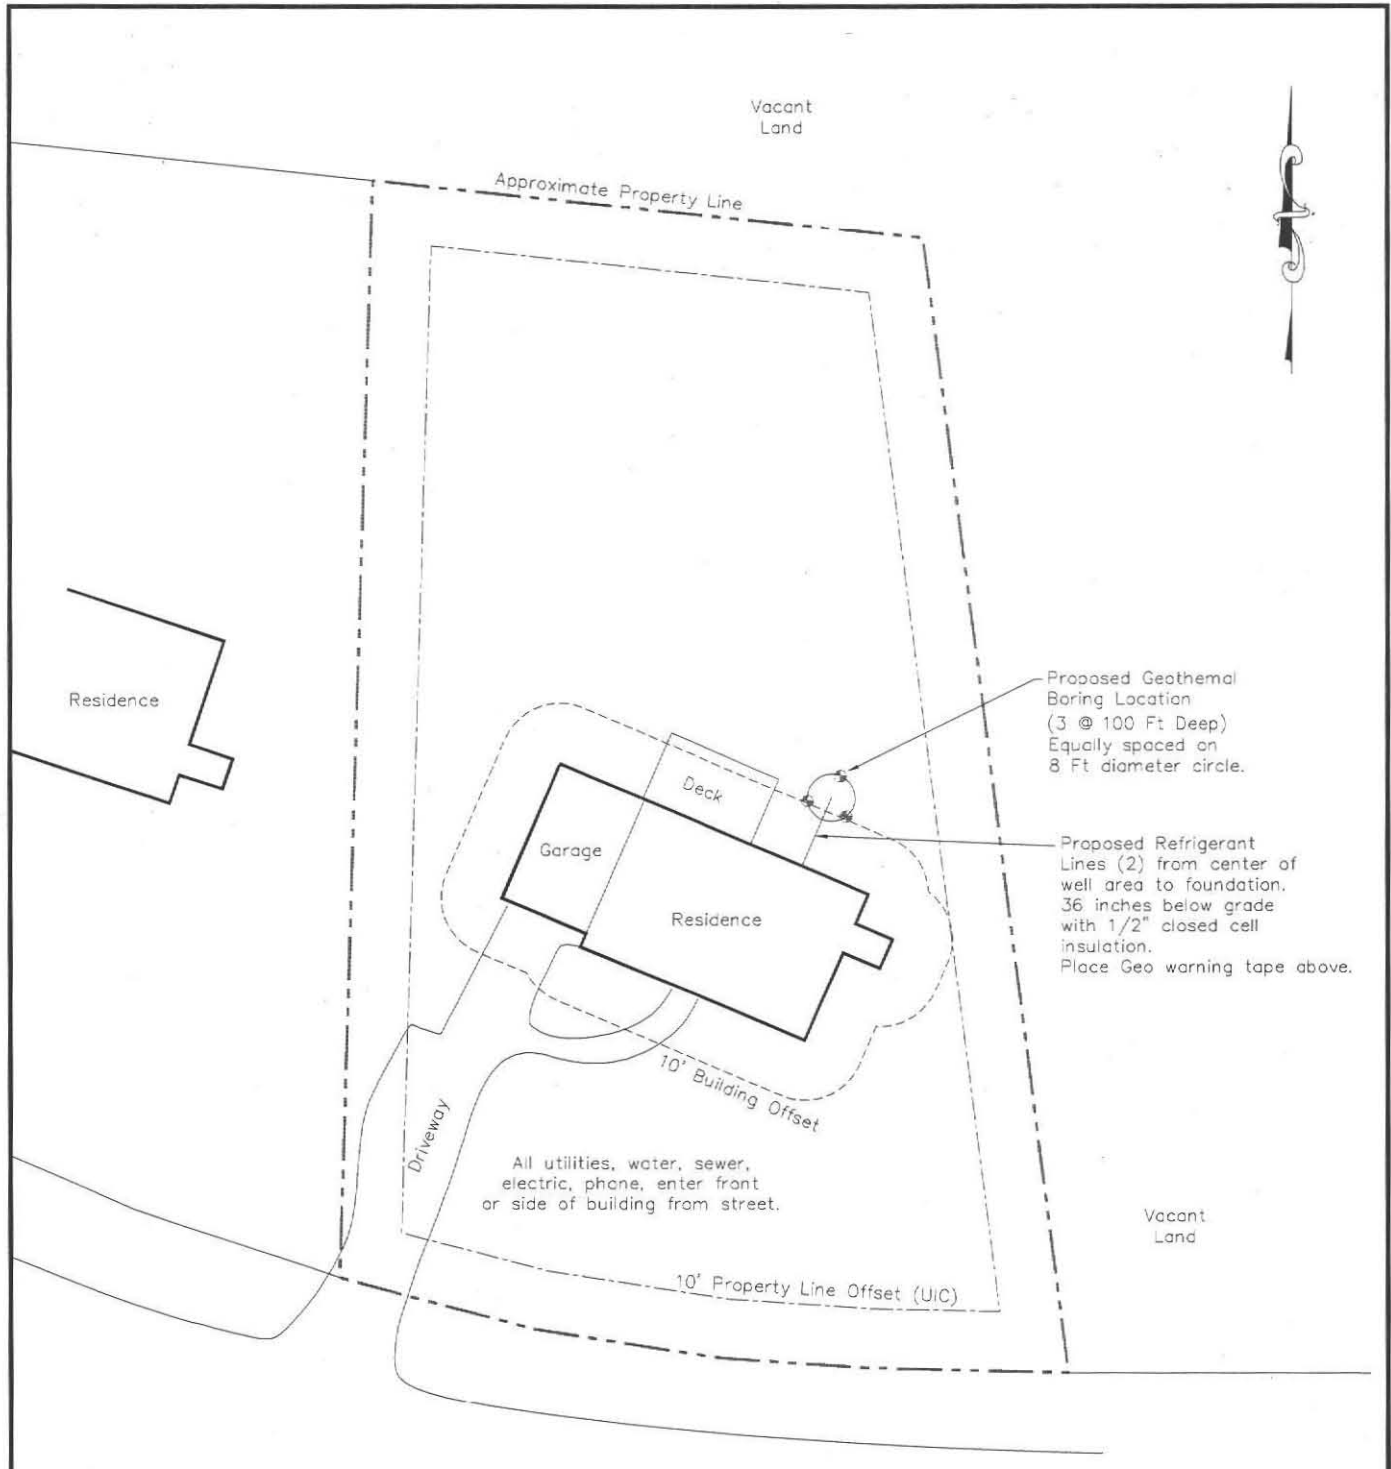 Vacant
Land
Approximate Property Line
Proposed Geothemal
Boring Location
(3 @ 100 Ft Deep)
Equally spaced on
8 Ft diameter circle.
Residence
Deck
Garage
Residence
Proposed Refrigerant
Lines (2) from center of
well area to foundation.
36 inches below grade
with 1/2" closed cell
insulation.
Place Geo warning tape above.
10' Building Offset
Driveway
All utilities, water, sewer,
electric, phone, enter front
or side of building from street.
Vacant
Land
10' Property Line Offset (UIC)